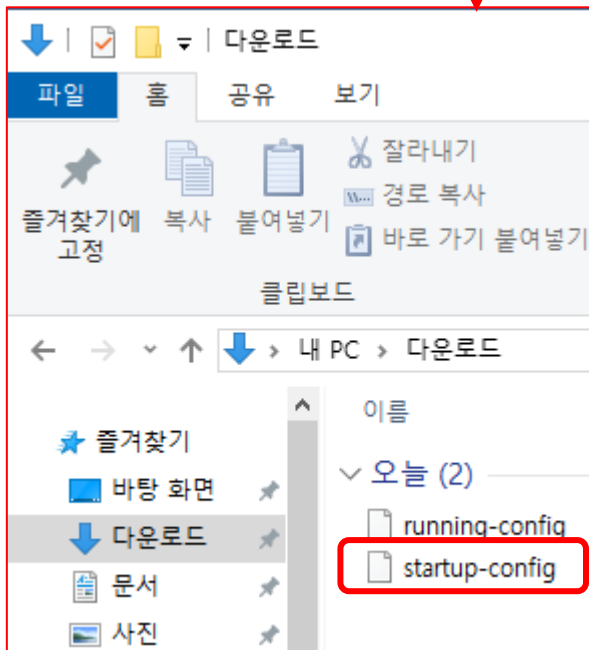 다운로드
파일 홈 공유 보기
잘라내기
경로 복사
바로 가기 붙여넣기
즐겨찾기에
고정
복사
붙여넣기
클립보드
내 PC > 다운로드
이름
즐겨찾기
바탕 화면
다운로드
문서
사진
오늘 (2)
running-config
startup-config